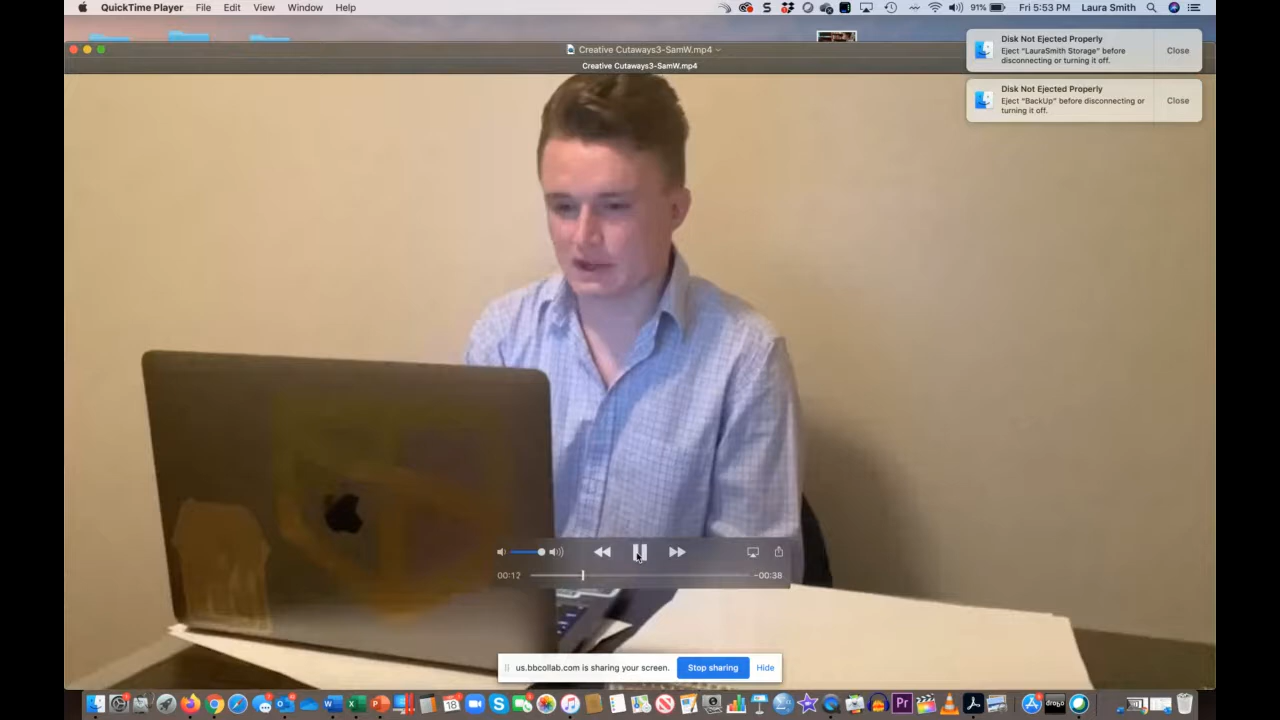 QuickTime Player File Edit View Window Help 91% Fri 5:53 PM Laura Smith
Creative Cutaways3-SamW.mp4
Creative Cutaways3-SamW.mp4
Disk Not Ejected Properly
Eject “LauraSmith Storage” before
disconnecting or turning it off.
Close
Disk Not Ejected Properly
Eject “BackUp” before disconnecting or
turning it off.
Close
00:12 -00:38
us.bbcollab.com is sharing your screen. Stop sharing Hide
18
Pr